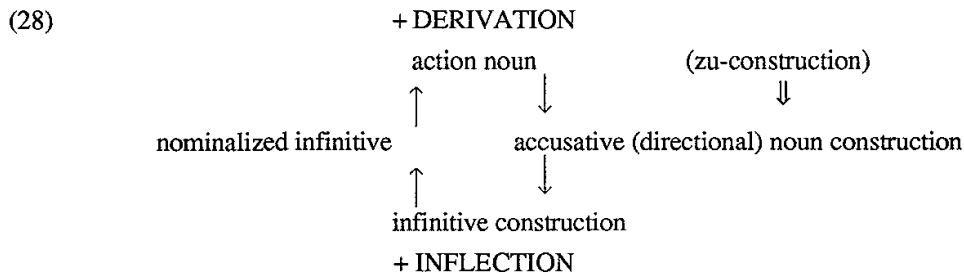 (28) + DERIVATION
action noun (zu-construction)
nominalized infinitive accusative (directional) noun construction
infinitive construction
+ INFLECTION